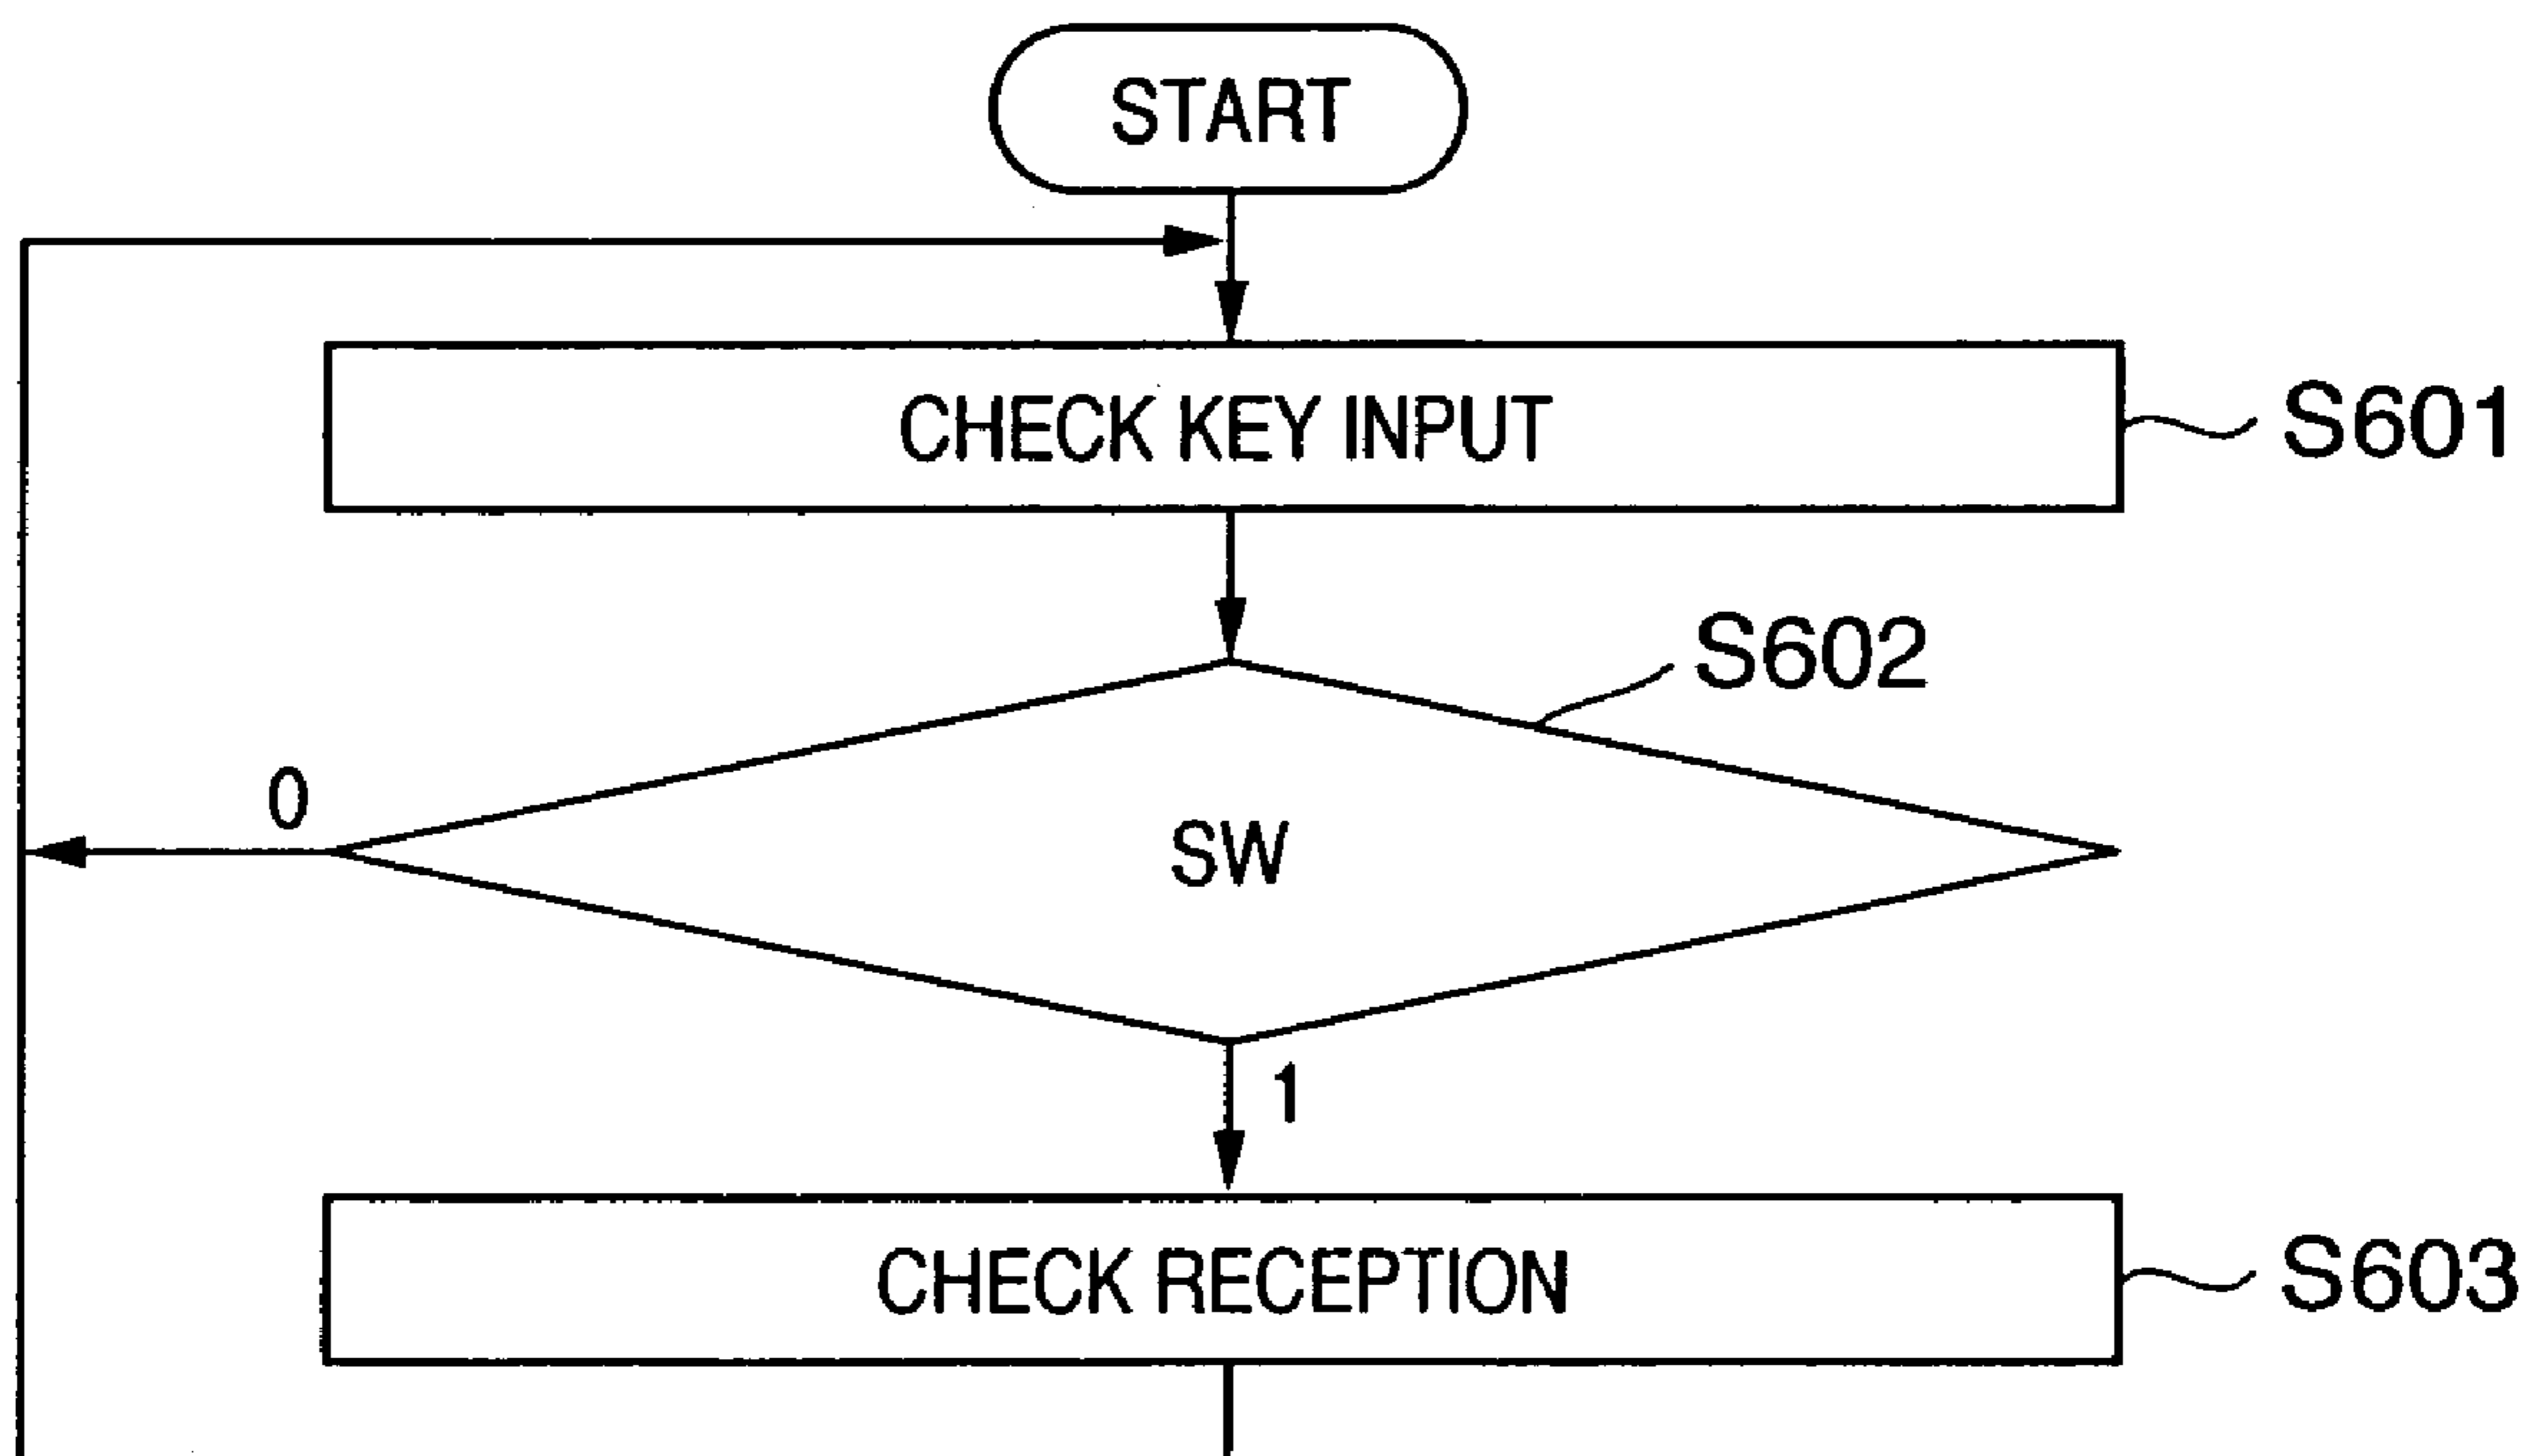 START
CHECK KEY INPUT
S601
S602
0
SW
1
CHECK RECEPTION
S603